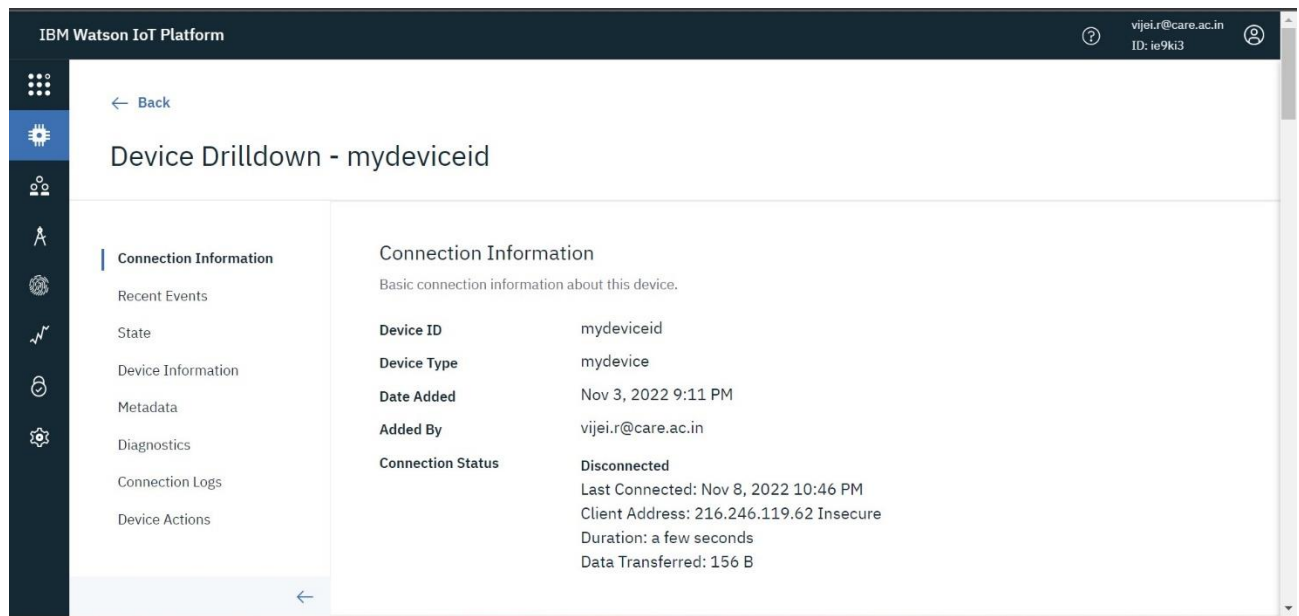 IBM Watson IoT Platform
vijei.r@care.ac.in
ID: ie9ki3
← Back
Device Drilldown - mydeviceid
Connection Information
Recent Events
State
Device Information
Metadata
Diagnostics
Connection Logs
Device Actions
Connection Information
Basic connection information about this device.
Device ID mydeviceid
Device Type mydevice
Date Added Nov 3, 2022 9:11 PM
Added By vijei.r@care.ac.in
Connection Status Disconnected
Last Connected: Nov 8, 2022 10:46 PM
Client Address: 216.246.119.62 Insecure
Duration: a few seconds
Data Transferred: 156 B